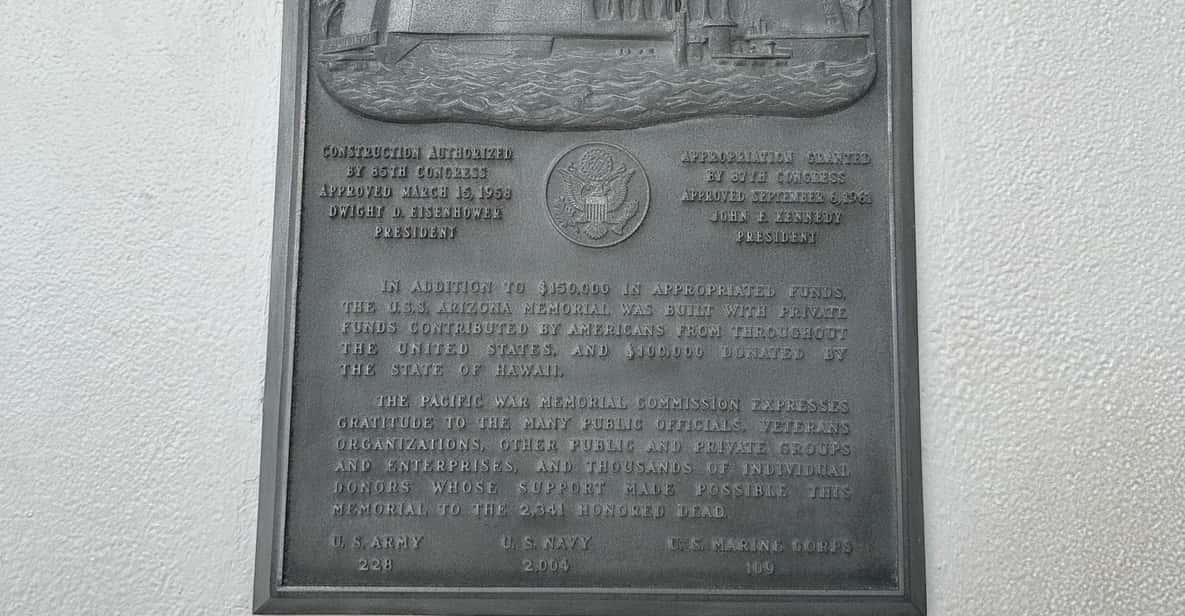 CONSTRUCTION AUTHORIZED
BY 85TH CONGRESS
APPROVED MARCH 15, 1958
DWIGHT D. EISENHOWER
PRESIDENT
APPROPRIATION GRANTED
BY 87TH CONGRESS
APPROVED SEPTEMBER 6, 1961
JOHN F. KENNEDY
PRESIDENT
IN ADDITION TO $150,000 IN APPROPRIATED FUNDS,
THE U.S.S. ARIZONA MEMORIAL WAS BUILT WITH PRIVATE
FUNDS CONTRIBUTED BY AMERICANS FROM THROUGHOUT
THE UNITED STATES, AND $100,000 DONATED BY
THE STATE OF HAWAII.
THE PACIFIC WAR MEMORIAL COMMISSION EXPRESSES
GRATITUDE TO THE MANY PUBLIC OFFICIALS, VETERANS
ORGANIZATIONS, OTHER PUBLIC AND PRIVATE GROUPS
AND ENTERPRISES, AND THOUSANDS OF INDIVIDUAL
DONORS WHOSE SUPPORT MADE POSSIBLE THIS
MEMORIAL TO THE 2,341 HONORED DEAD.
U. S. ARMY U. S. NAVY U. S. MARINE CORPS
228 2,004 109